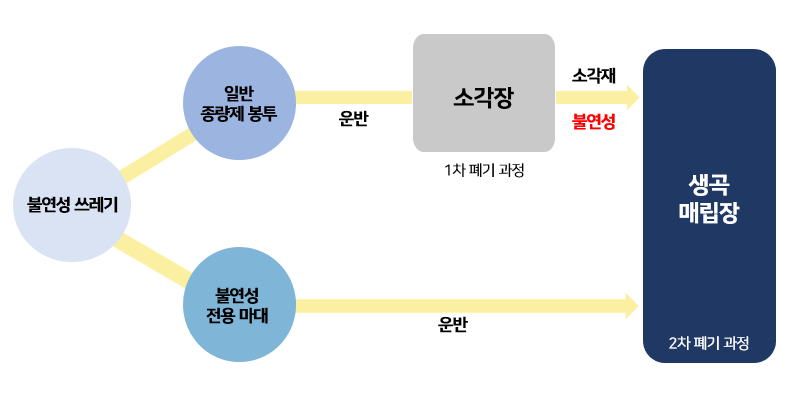 불연성 쓰레기
일반
종량제 봉투
운반
소각장
1차 폐기 과정
소각재
불연성
불연성
전용 마대
운반
생곡
매립장
2차 폐기 과정